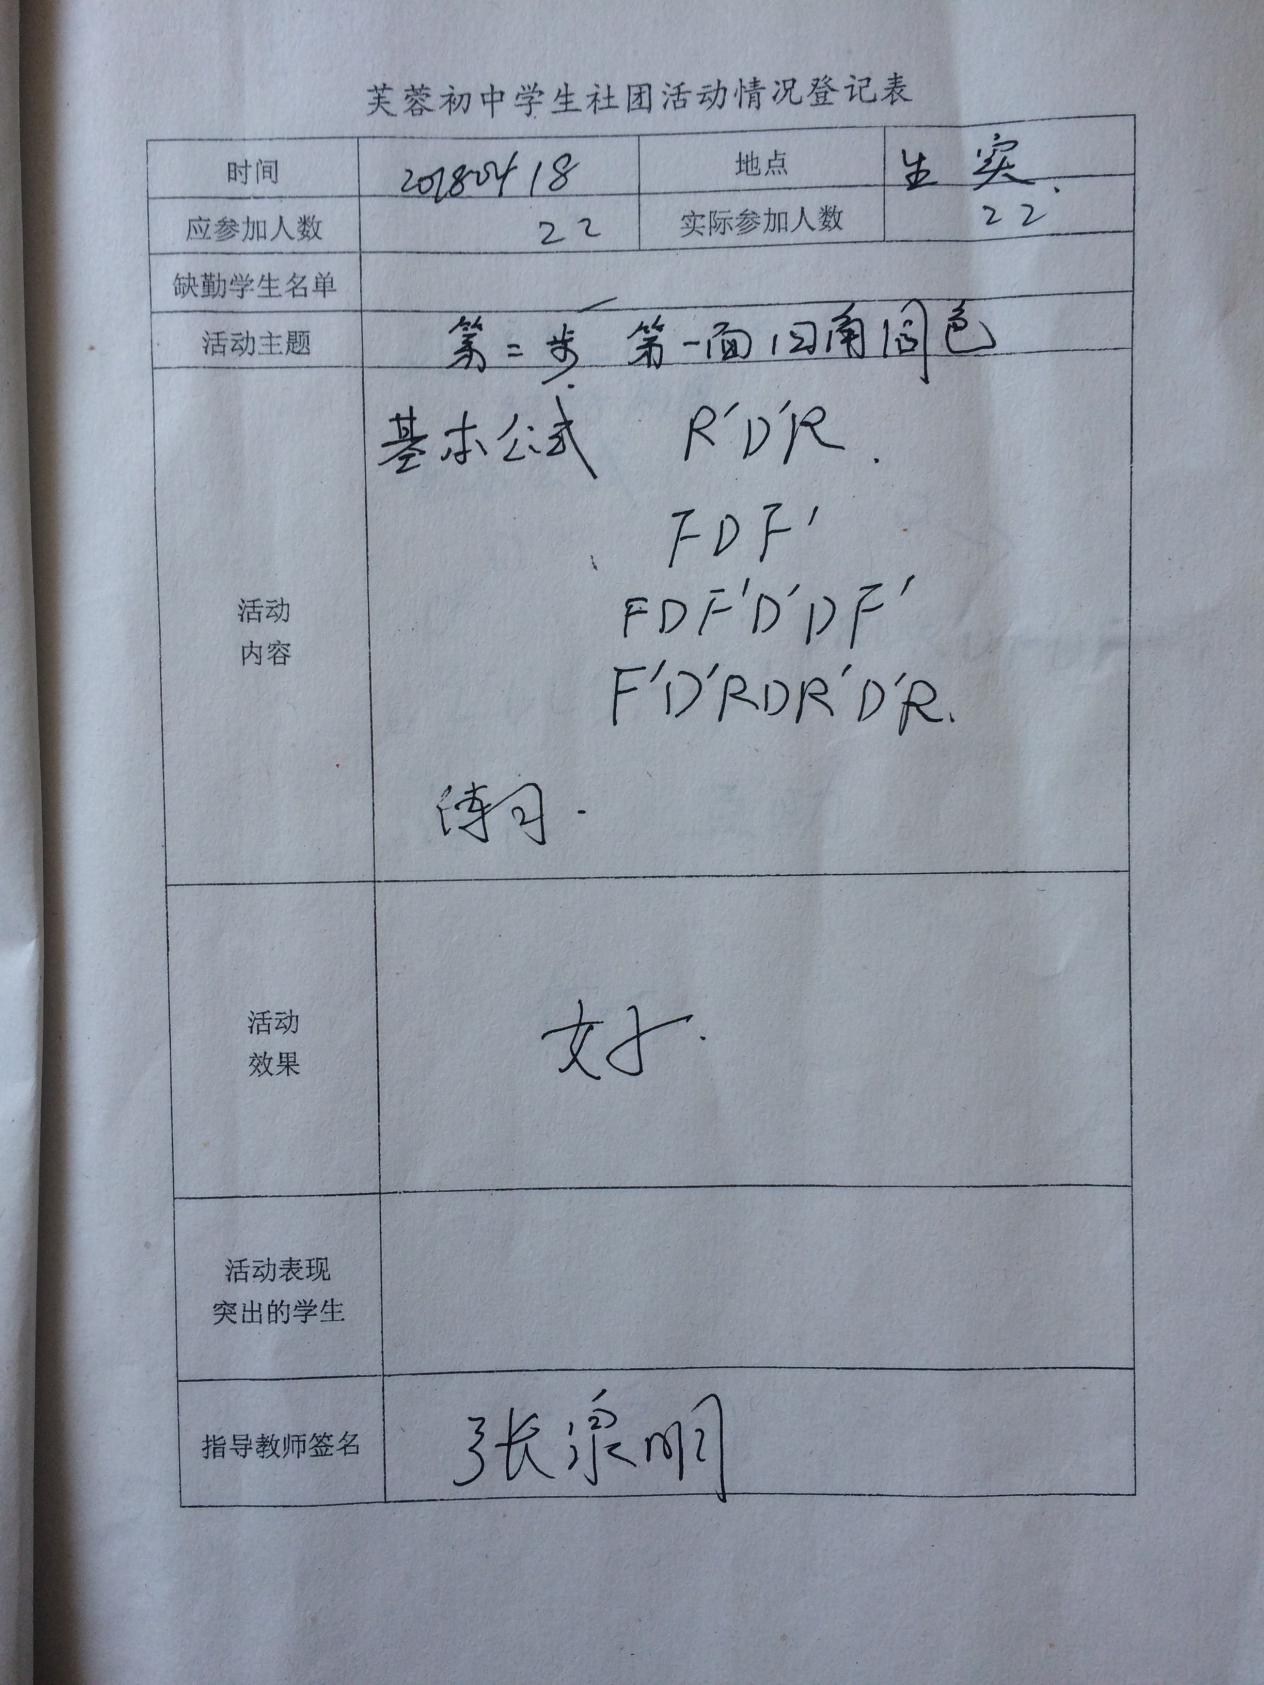 芙蓉初中学生社团活动情况登记表
时间 20180418 地点 生实.
应参加人数 22 实际参加人数 22
缺勤学生名单
活动主题 第二步 第一面四角同色
基本公式 R'D'R.
FDF'
FDF'D'DF'
F'D'RDR'D'R.
活动
内容
练习.
活动
效果
好.
活动表现
突出的学生
指导教师签名 张泉明